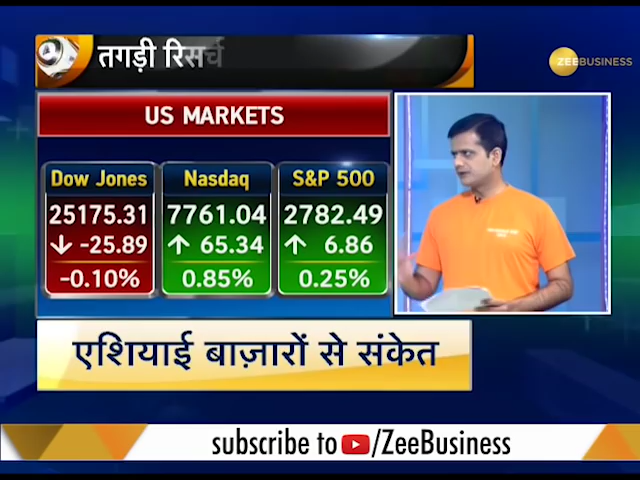 तगड़ी रिसर्च
ZEEBUSINESS
US MARKETS
Dow Jones
25175.31
↓ -25.89
-0.10%
Nasdaq
7761.04
↑ 65.34
0.85%
S&P 500
2782.49
↑ 6.86
0.25%
एशियाई बाज़ारों से संकेत
subscribe to /ZeeBusiness